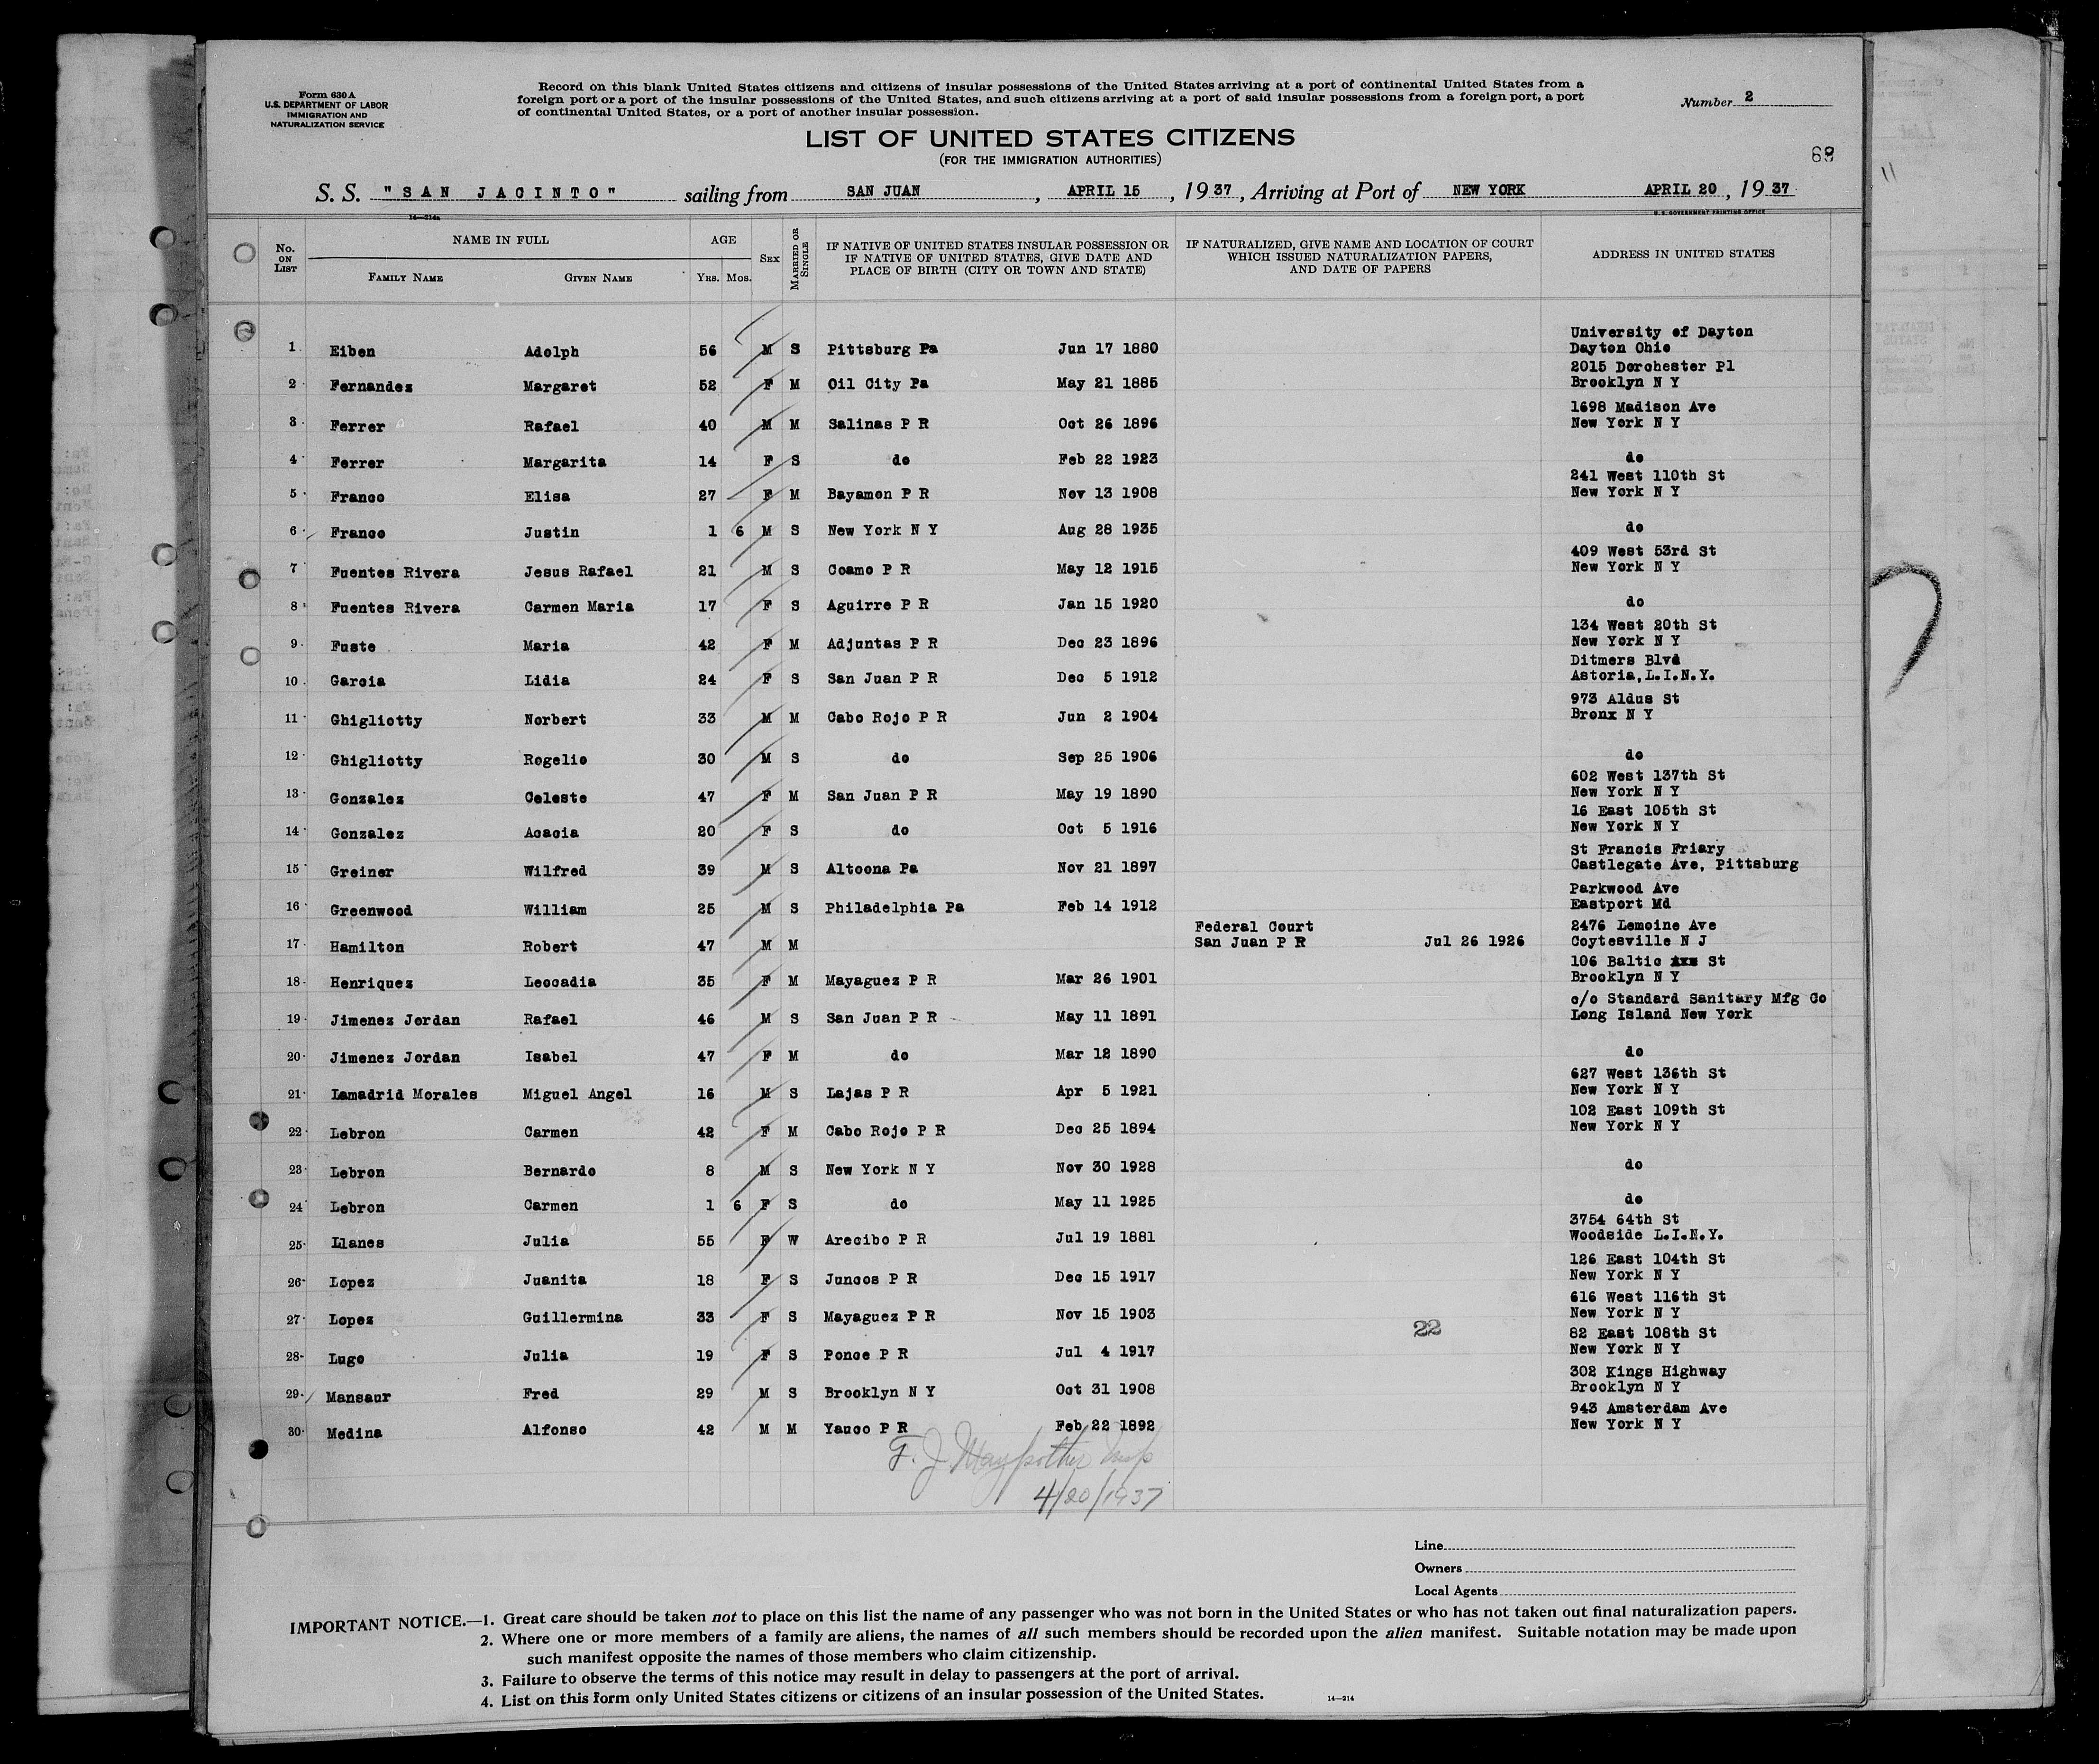 Form 630 A
U.S. DEPARTMENT OF LABOR
IMMIGRATION AND
NATURALIZATION SERVICE
Record on this blank United States citizens and citizens of insular possessions of the United States arriving at a port of continental United States from a
foreign port or a port of the insular possessions of the United States, and such citizens arriving at a port of said insular possessions from a foreign port, a port
of continental United States, or a port of another insular possession.
Number 2
LIST OF UNITED STATES CITIZENS
(FOR THE IMMIGRATION AUTHORITIES)
69
S. S. "SAN JACINTO" sailing from SAN JUAN, APRIL 15, 1937, Arriving at Port of NEW YORK APRIL 20, 1937
14—214a
U. S. GOVERNMENT PRINTING OFFICE
No. ON LIST
NAME IN FULL
FAMILY NAME GIVEN NAME
AGE
YRS. MOS.
SEX
MARRIED OR SINGLE
IF NATIVE OF UNITED STATES INSULAR POSSESSION OR
IF NATIVE OF UNITED STATES, GIVE DATE AND
PLACE OF BIRTH (CITY OR TOWN AND STATE)
IF NATURALIZED, GIVE NAME AND LOCATION OF COURT
WHICH ISSUED NATURALIZATION PAPERS,
AND DATE OF PAPERS
ADDRESS IN UNITED STATES
University of Dayton
1 Eiben Adolph 56 M S Pittsburg Pa Jun 17 1880 Dayton Ohio
2015 Dorchester Pl
2 Fernandez Margaret 52 F M Oil City Pa May 21 1885 Brooklyn N Y
1698 Madison Ave
3 Ferrer Rafael 40 M M Salinas P R Oct 26 1896 New York N Y
4 Ferrer Margarita 14 F S do Feb 22 1923 do
241 West 110th St
5 Franco Elisa 27 F M Bayamon P R Nov 13 1908 New York N Y
6 Franco Justin 1 6 M S New York N Y Aug 28 1935 do
409 West 53rd St
7 Fuentes Rivera Jesus Rafael 21 M S Coamo P R May 12 1915 New York N Y
8 Fuentes Rivera Carmen Maria 17 F S Aguirre P R Jan 15 1920 do
134 West 20th St
9 Fuste Maria 42 F M Adjuntas P R Dec 23 1896 New York N Y
Ditmers Blvd
10 Garcia Lidia 24 F S San Juan P R Dec 5 1912 Astoria, L.I.N.Y.
973 Aldus St
11 Ghigliotty Norbert 33 M M Cabo Rojo P R Jun 2 1904 Bronx N Y
12 Ghigliotty Rogelio 30 M S do Sep 25 1906 do
602 West 137th St
13 Gonzalez Celeste 47 F M San Juan P R May 19 1890 New York N Y
16 East 105th St
14 Gonzalez Acacia 20 F S do Oct 5 1916 New York N Y
St Francis Friary
15 Greiner Wilfred 39 M S Altoona Pa Nov 21 1897 Castlegate Ave, Pittsburg
Parkwood Ave
16 Greenwood William 25 M S Philadelphia Pa Feb 14 1912 Eastport Md
Federal Court 2476 Lemoine Ave
17 Hamilton Robert 47 M M San Juan P R Jul 26 1926 Coytesville N J
106 Baltic St
18 Henriquez Leocadia 35 F M Mayaguez P R Mar 26 1901 Brooklyn N Y
c/o Standard Sanitary Mfg Co
19 Jimenez Jordan Rafael 46 M S San Juan P R May 11 1891 Long Island New York
20 Jimenez Jordan Isabel 47 F M do Mar 12 1890 do
627 West 136th St
21 Lamadrid Morales Miguel Angel 16 M S Lajas P R Apr 5 1921 New York N Y
102 East 109th St
22 Lebron Carmen 42 F M Cabo Rojo P R Dec 25 1894 New York N Y
23 Lebron Bernardo 8 M S New York N Y Nov 30 1928 do
24 Lebron Carmen 1 6 F S do May 11 1925 do
3754 64th St
25 Llanes Julia 55 F W Arecibo P R Jul 19 1881 Woodside L.I.N.Y.
126 East 104th St
26 Lopez Juanita 18 F S Juncos P R Dec 15 1917 New York N Y
616 West 116th St
27 Lopez Guillermina 33 F S Mayaguez P R Nov 15 1903 New York N Y
22
82 East 108th St
28 Lugo Julia 19 F S Ponce P R Jul 4 1917 New York N Y
302 Kings Highway
29 Mansaur Fred 29 M S Brooklyn N Y Oct 31 1908 Brooklyn N Y
943 Amsterdam Ave
30 Medina Alfonso 42 M M Yauco P R Feb 22 1892 New York N Y
F. J. Maypother Insp
4/20/1937
Line
Owners
Local Agents
IMPORTANT NOTICE.—1. Great care should be taken not to place on this list the name of any passenger who was not born in the United States or who has not taken out final naturalization papers.
2. Where one or more members of a family are aliens, the names of all such members should be recorded upon the alien manifest. Suitable notation may be made upon
such manifest opposite the names of those members who claim citizenship.
3. Failure to observe the terms of this notice may result in delay to passengers at the port of arrival.
4. List on this form only United States citizens or citizens of an insular possession of the United States.
14—214